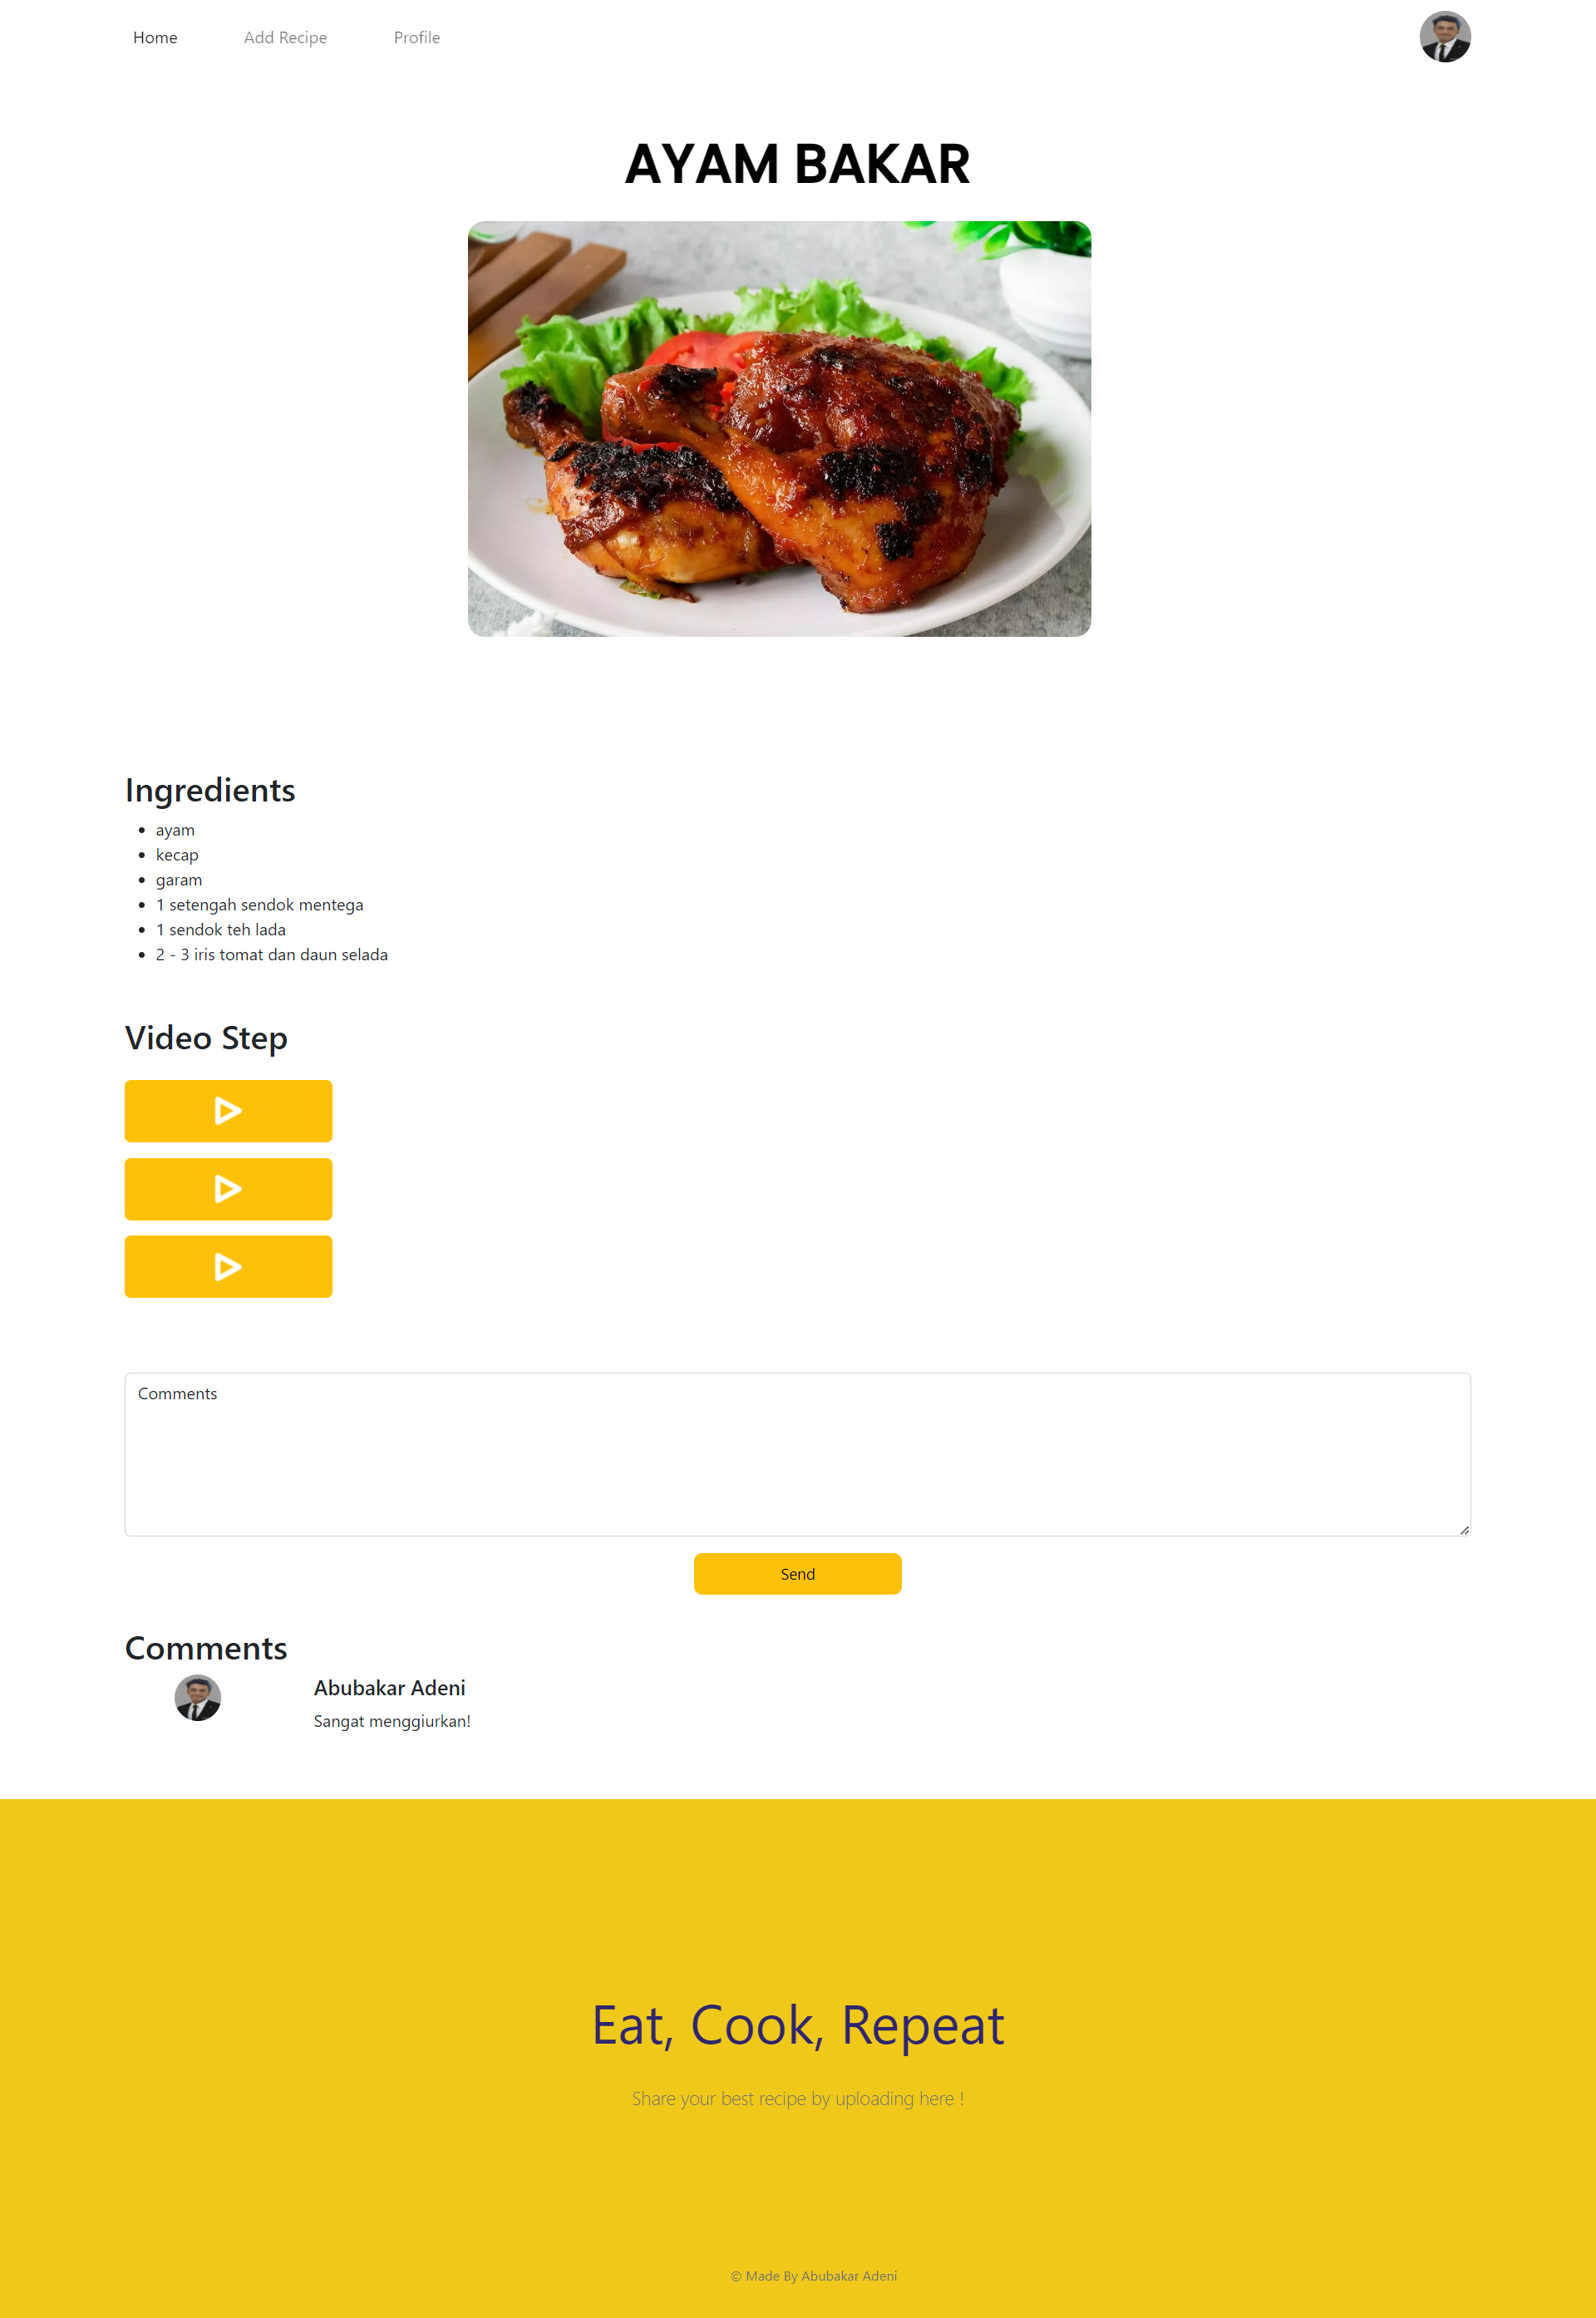 Home Add Recipe Profile
AYAM BAKAR
Ingredients
ayam
kecap
garam
1 setengah sendok mentega
1 sendok teh lada
2 - 3 iris tomat dan daun selada
Video Step
Comments
Send
Comments
Abubakar Adeni
Sangat menggiurkan!
Eat, Cook, Repeat
Share your best recipe by uploading here !
© Made By Abubakar Adeni